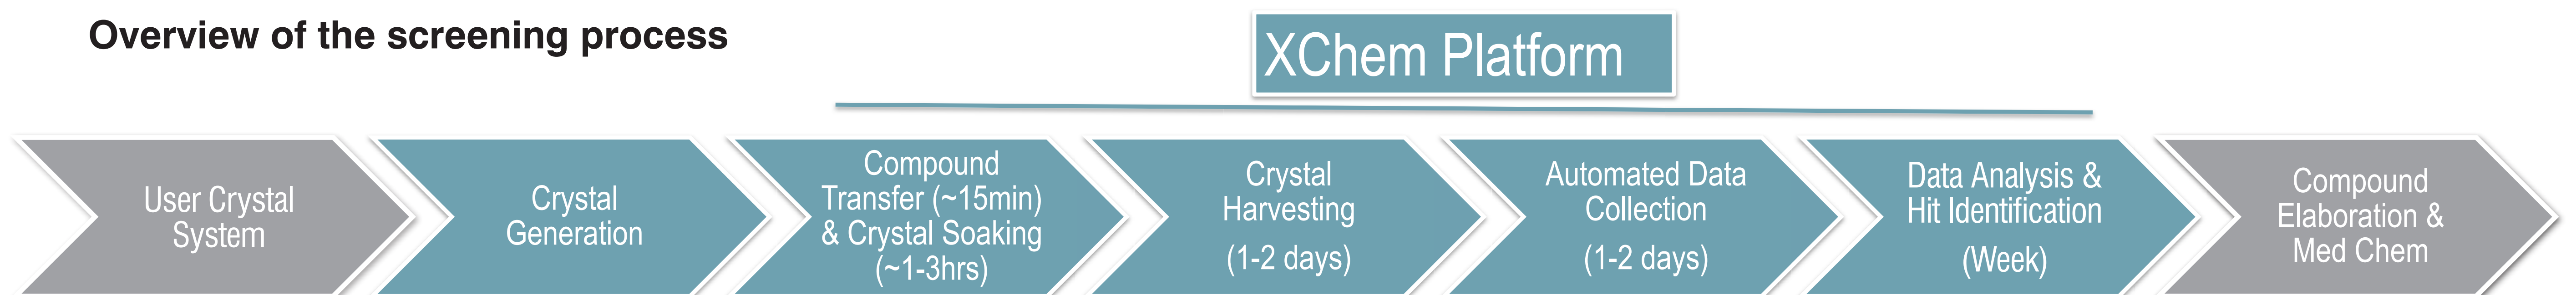 Overview of the screening process
XChem Platform
User Crystal
System
Crystal
Generation
Compound
Transfer (~15min)
& Crystal Soaking
(~1-3hrs)
Crystal
Harvesting
(1-2 days)
Automated Data
Collection
(1-2 days)
Data Analysis &
Hit Identification
(Week)
Compound
Elaboration &
Med Chem